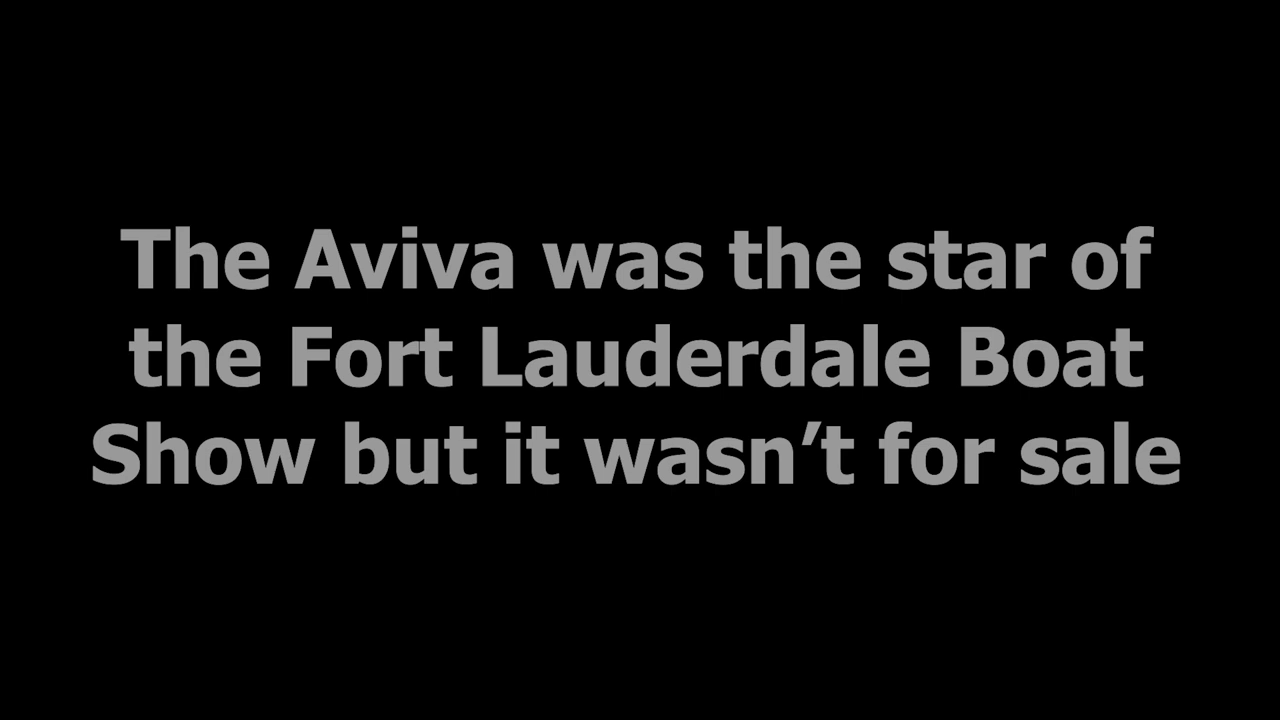 The Aviva was the star of
the Fort Lauderdale Boat
Show but it wasn’t for sale